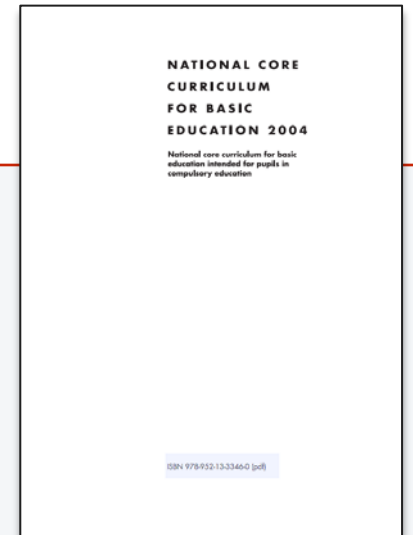 NATIONAL CORE
CURRICULUM
FOR BASIC
EDUCATION 2004
National core curriculum for basic
education intended for pupils in
compulsory education
ISBN 978-952-13-3346-0 (pdf)